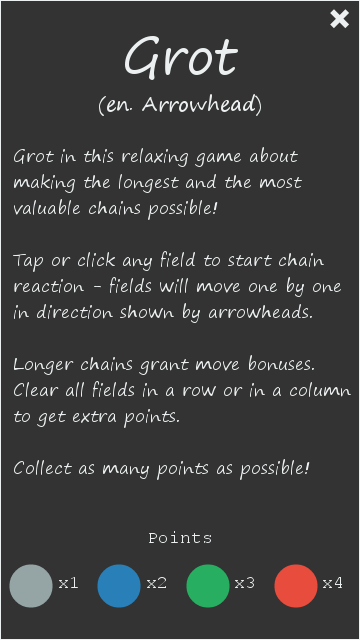 Grot
(en. Arrowhead)
Grot in this relaxing game about
making the longest and the most
valuable chains possible!
Tap or click any field to start chain
reaction - fields will move one by one
in direction shown by arrowheads.
Longer chains grant move bonuses.
Clear all fields in a row or in a column
to get extra points.
Collect as many points as possible!
Points
x1 x2 x3 x4